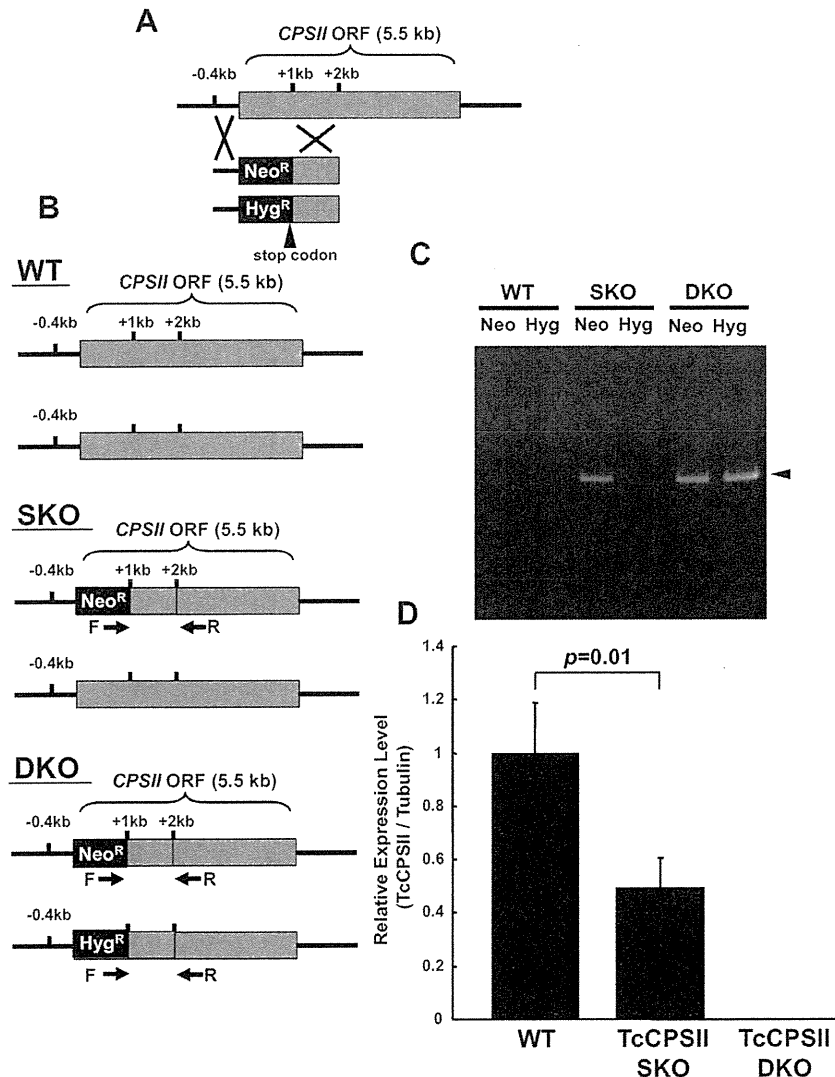 A
CPSII ORF (5.5 kb)
-0.4kb
+1kb
+2kb
NeoR
HygR
stop codon
B
WT
CPSII ORF (5.5 kb)
-0.4kb
+1kb
+2kb
-0.4kb
SKO
CPSII ORF (5.5 kb)
-0.4kb
+1kb
+2kb
NeoR
F
R
-0.4kb
DKO
CPSII ORF (5.5 kb)
-0.4kb
+1kb
+2kb
NeoR
F
R
-0.4kb
HygR
F
R
C
WT SKO DKO
Neo Hyg Neo Hyg Neo Hyg
D
Relative Expression Level
(TcCPSII / Tubulin)
1.4
1.2
1
0.8
0.6
0.4
0.2
0
p=0.01
WT
TcCPSII
SKO
TcCPSII
DKO